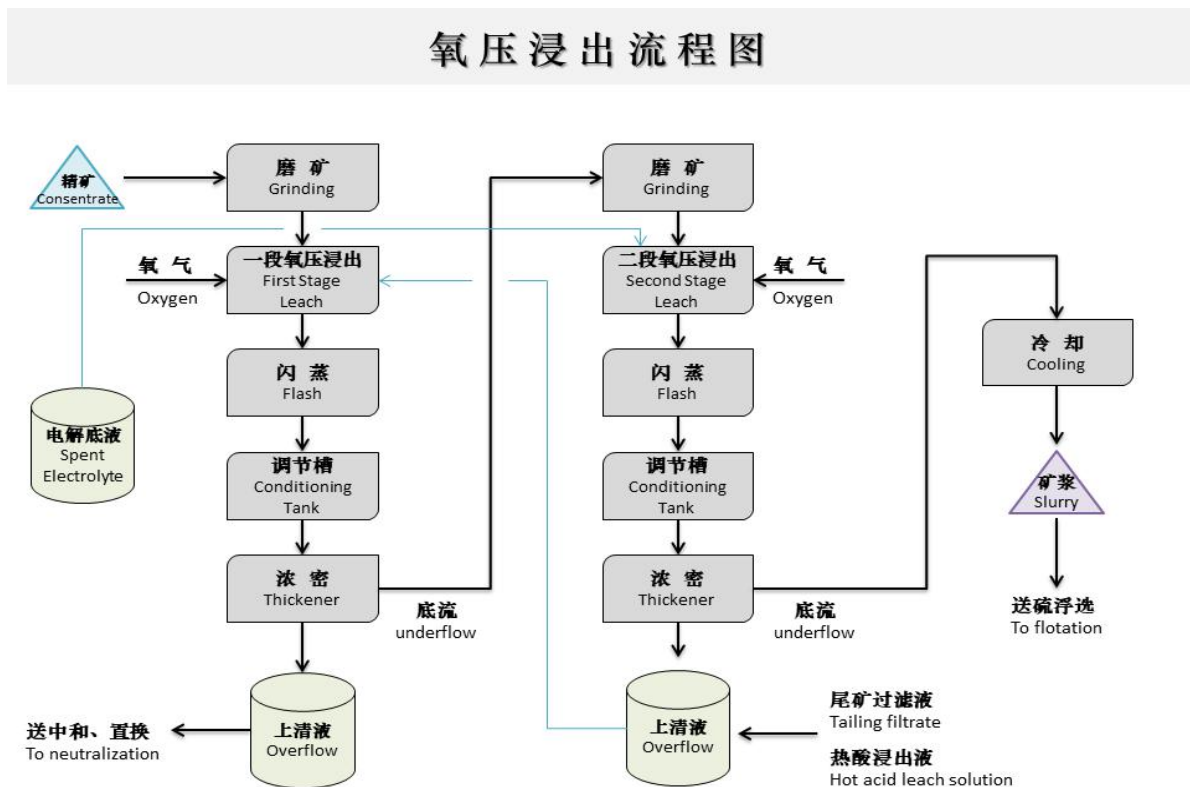 氧压浸出流程图
精矿
Consentrate
磨 矿
Grinding
氧 气
Oxygen
一段氧压浸出
First Stage
Leach
闪 蒸
Flash
电解底液
Spent
Electrolyte
调节槽
Conditioning
Tank
浓 密
Thickener
底流
underflow
上清液
Overflow
送中和、置换
To neutralization
磨 矿
Grinding
二段氧压浸出
Second Stage
Leach
氧 气
Oxygen
闪 蒸
Flash
调节槽
Conditioning
Tank
浓 密
Thickener
底流
underflow
上清液
Overflow
尾矿过滤液
Tailing filtrate
热酸浸出液
Hot acid leach solution
冷 却
Cooling
矿浆
Slurry
送硫浮选
To flotation